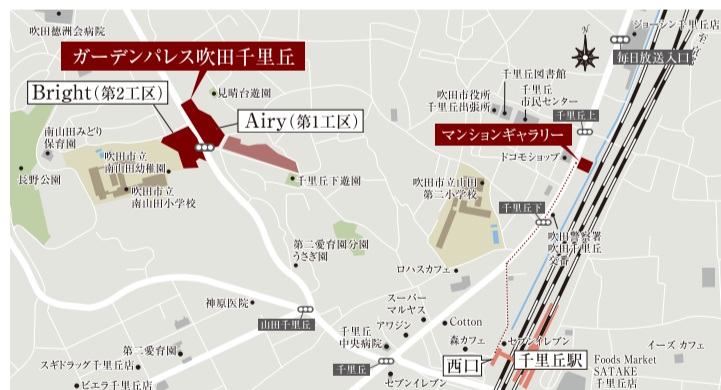 吹田徳洲会病院
ガーデンパレス吹田千里丘
Bright（第2工区）
見晴台遊園
Airy（第1工区）
南山田みどり
保育園
吹田市立
南山田幼稚園
長野公園
吹田市立
南山田小学校
千里丘下遊園
第二愛育園分園
うさぎ園
神原医院
山田千里丘
第二愛育園
スギドラッグ千里丘店
ピエラ千里丘店
ジョーシン千里丘店
N
毎日放送入口
千里丘図書館
吹田市役所
千里丘出張所
千里丘
市民センター
千里丘上
マンションギャラリー
ドコモショップ
吹田市立山田
第二小学校
千里丘下
吹田警察署
吹田千里丘
交番
ロハスカフェ
スーパー
マルヤス
アワジン
千里丘
中央病院
Cotton
森カフェ
千里丘
セブンイレブン
西口
千里丘駅
セブンイレブン
イーズ カフェ
Foods Market
SATAKE
千里丘店